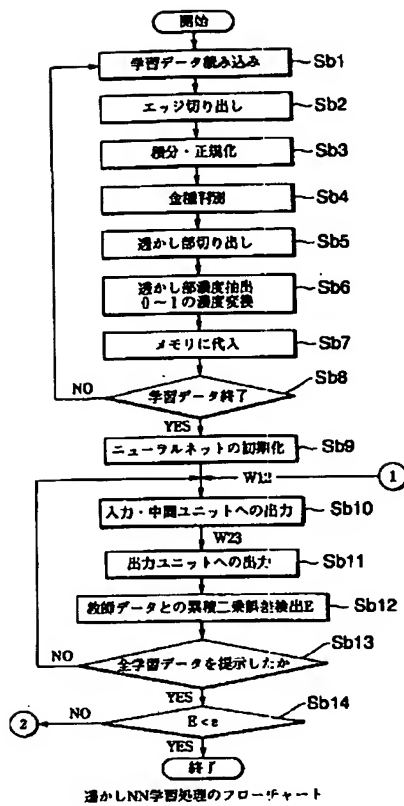 開始
学習データ読み込み Sb1
エッジ切り出し Sb2
積分・正規化 Sb3
金種判別 Sb4
透かし部切り出し Sb5
透かし部濃度抽出
0～1の濃度変換 Sb6
メモリに代入 Sb7
NO
学習データ終了 Sb8
YES
ニューラルネットの初期化 Sb9
W12
1
入力・中間ユニットへの出力 Sb10
W23
出力ユニットへの出力 Sb11
教師データとの累積二乗誤差検出E Sb12
NO
全学習データを提示したか Sb13
YES
2
NO
E<ε Sb14
YES
終了
透かしNN学習処理のフローチャート